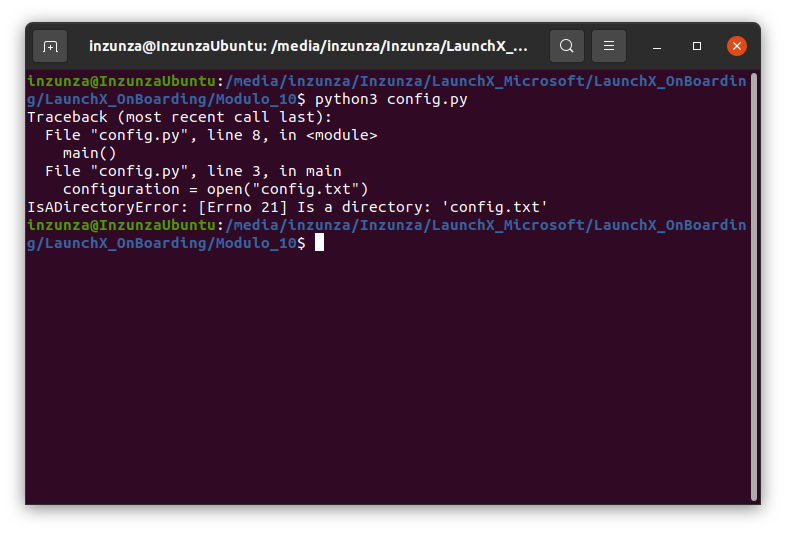 inzunza@InzunzaUbuntu: /media/inzunza/Inzunza/LaunchX_...
inzunza@InzunzaUbuntu:/media/inzunza/Inzunza/LaunchX_Microsoft/LaunchX_OnBoardin
g/LaunchX_OnBoarding/Modulo_10$ python3 config.py
Traceback (most recent call last):
  File "config.py", line 8, in <module>
    main()
  File "config.py", line 3, in main
    configuration = open("config.txt")
IsADirectoryError: [Errno 21] Is a directory: 'config.txt'
inzunza@InzunzaUbuntu:/media/inzunza/Inzunza/LaunchX_Microsoft/LaunchX_OnBoardin
g/LaunchX_OnBoarding/Modulo_10$